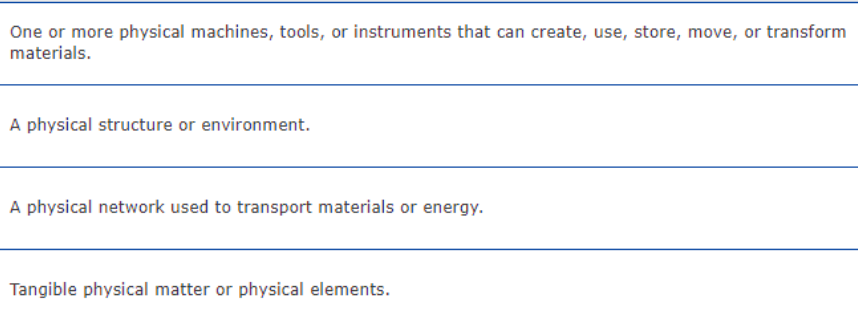 One or more physical machines, tools, or instruments that can create, use, store, move, or transform
materials.
A physical structure or environment.
A physical network used to transport materials or energy.
Tangible physical matter or physical elements.